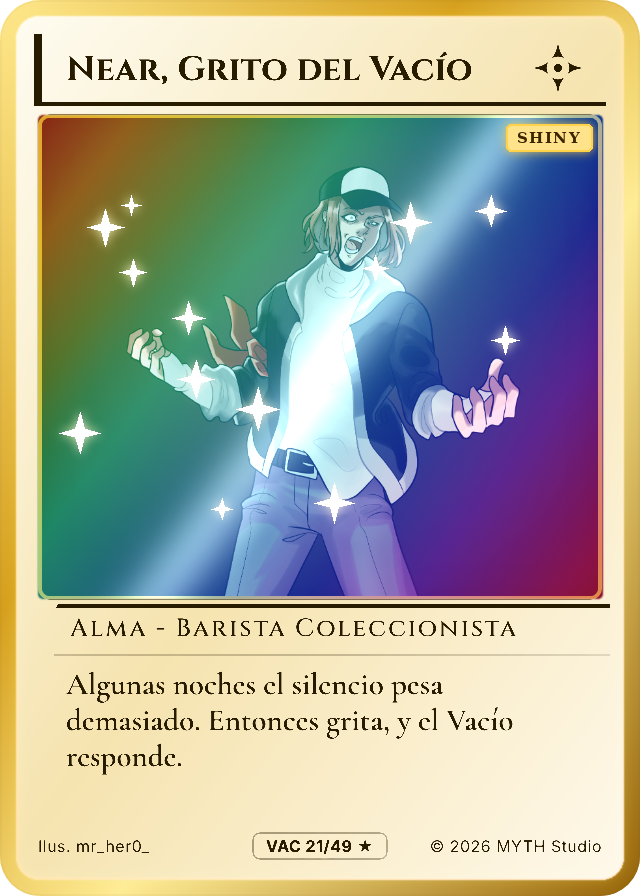 Near, Grito del Vacío
SHINY
Alma - Barista Coleccionista
Algunas noches el silencio pesa
demasiado. Entonces grita, y el Vacío
responde.
Ilus. mr_her0_
VAC 21/49 ★
© 2026 MYTH Studio